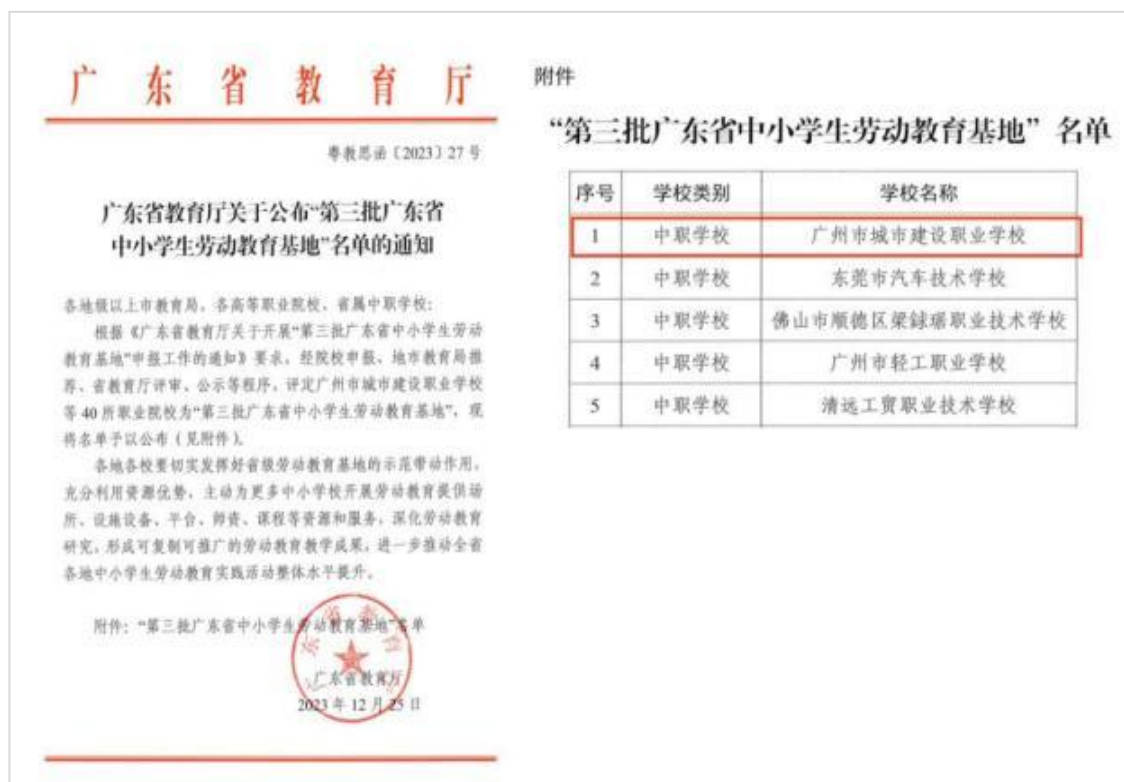 广东省教育厅
粤教思函〔2023〕27号
广东省教育厅关于公布“第三批广东省
中小学生劳动教育基地”名单的通知
各地级以上市教育局，各高等职业院校、省属中职学校：
根据《广东省教育厅关于开展“第三批广东省中小学生劳动
教育基地”申报工作的通知》要求，经院校申报、地市教育局推
荐、省教育厅评审、公示等程序，评定广州市城市建设职业学校
等40所职业院校为“第三批广东省中小学生劳动教育基地”，现
将名单予以公布（见附件）。
各地各校要切实发挥好省级劳动教育基地的示范带动作用，
充分利用资源优势，主动为更多中小学校开展劳动教育提供场
所、设施设备、平台、师资、课程等资源和服务，深化劳动教育
研究，形成可复制可推广的劳动教育教学成果，进一步推动全省
各地中小学生劳动教育实践活动整体水平提升。
附件：“第三批广东省中小学生劳动教育基地”名单
广东省教育厅
2023年12月25日
附件
“第三批广东省中小学生劳动教育基地”名单
序号 学校类别 学校名称
1 中职学校 广州市城市建设职业学校
2 中职学校 东莞市汽车技术学校
3 中职学校 佛山市顺德区梁銶琚职业技术学校
4 中职学校 广州市轻工职业学校
5 中职学校 清远工贸职业技术学校